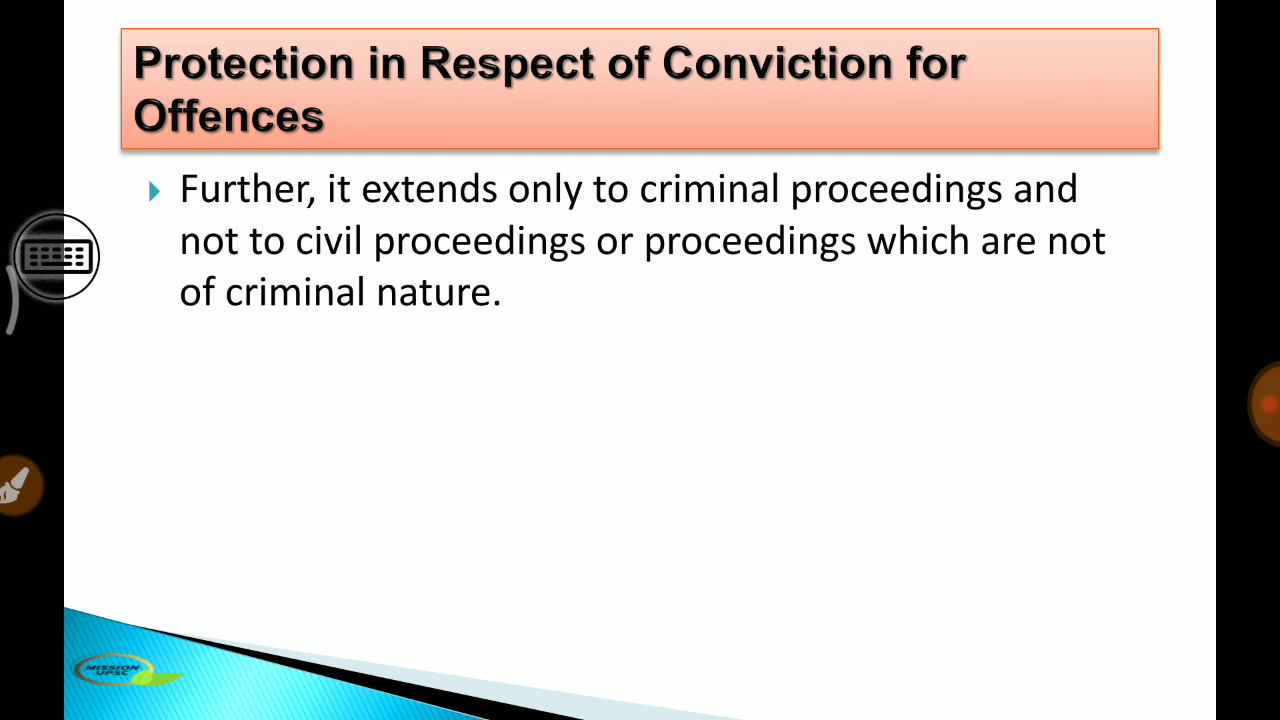 Protection in Respect of Conviction for
Offences
Further, it extends only to criminal proceedings and
not to civil proceedings or proceedings which are not
of criminal nature.
MISSION
UPSC